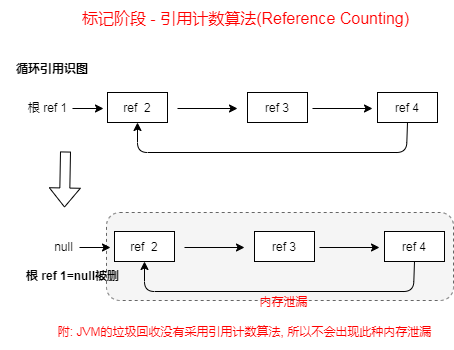 标记阶段 - 引用计数算法(Reference Counting)
循环引用识图
根 ref 1
ref 2
ref 3
ref 4
null
ref 2
ref 3
ref 4
根 ref 1=null被删
内存泄漏
附: JVM的垃圾回收没有采用引用计数算法, 所以不会出现此种内存泄漏